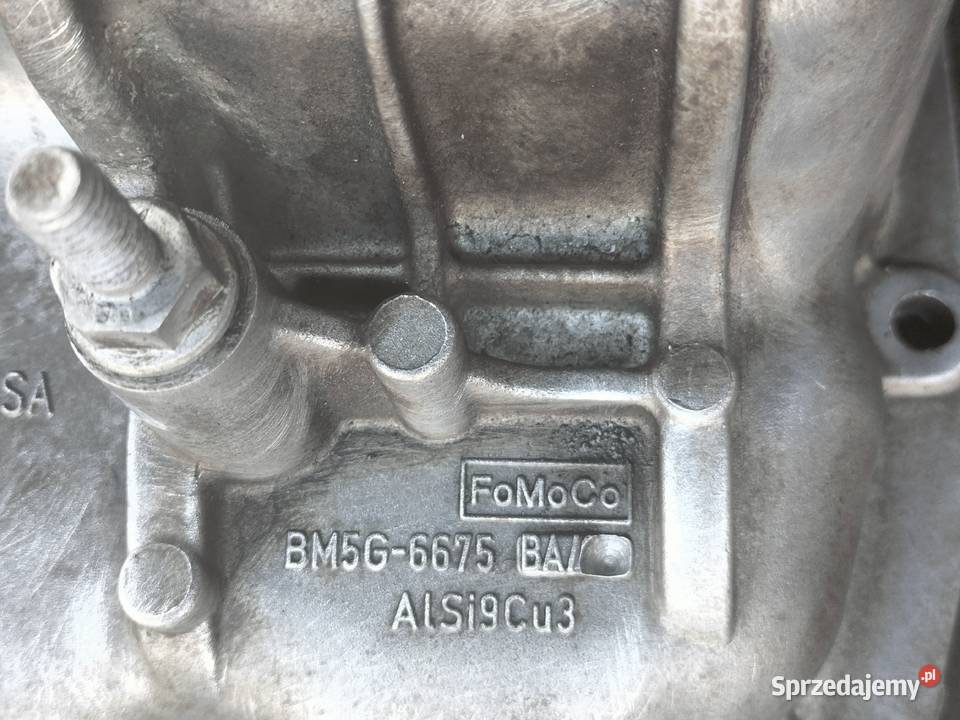 SA
FoMoCo
BM5G-6675 BA/
AlSi9Cu3
Sprzedajemy.pl